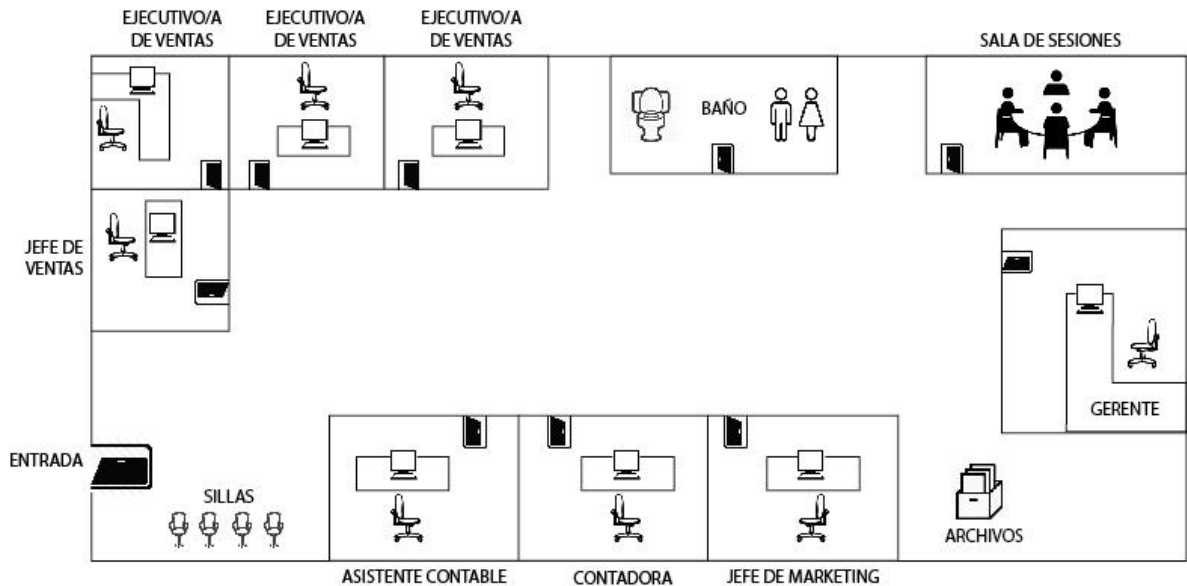 EJECUTIVO/A
DE VENTAS
EJECUTIVO/A
DE VENTAS
EJECUTIVO/A
DE VENTAS
SALA DE SESIONES
BAÑO
JEFE DE
VENTAS
GERENTE
ENTRADA
SILLAS
ARCHIVOS
ASISTENTE CONTABLE
CONTADORA
JEFE DE MARKETING